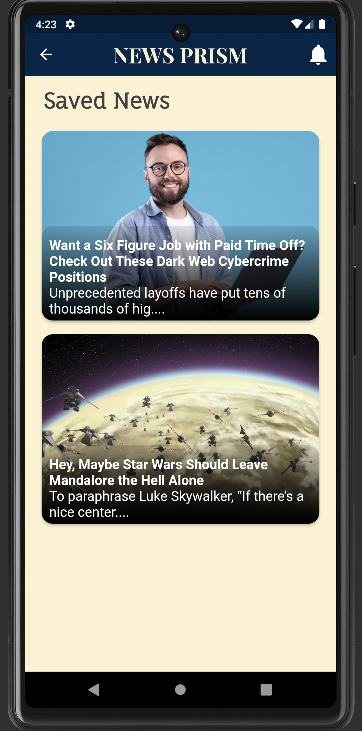 4:23
NEWS PRISM
Saved News
Want a Six Figure Job with Paid Time Off?
Check Out These Dark Web Cybercrime
Positions
Unprecedented layoffs have put tens of
thousands of hig....
Hey, Maybe Star Wars Should Leave
Mandalore the Hell Alone
To paraphrase Luke Skywalker, “If there’s a
nice center....